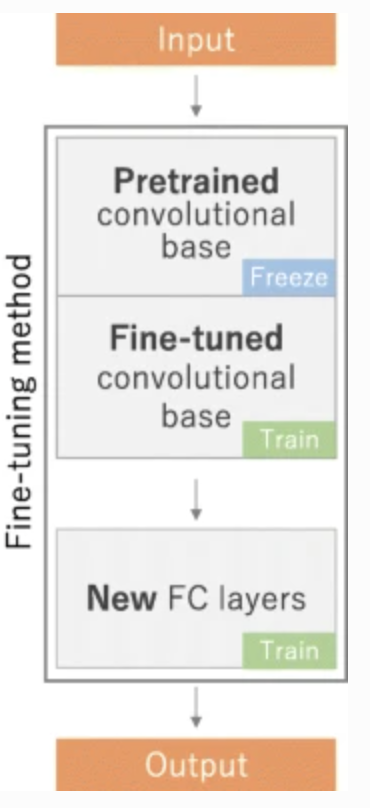 Input
Pretrained
convolutional
base
Freeze
Fine-tuned
convolutional
base
Train
New FC layers
Train
Output
Fine-tuning method